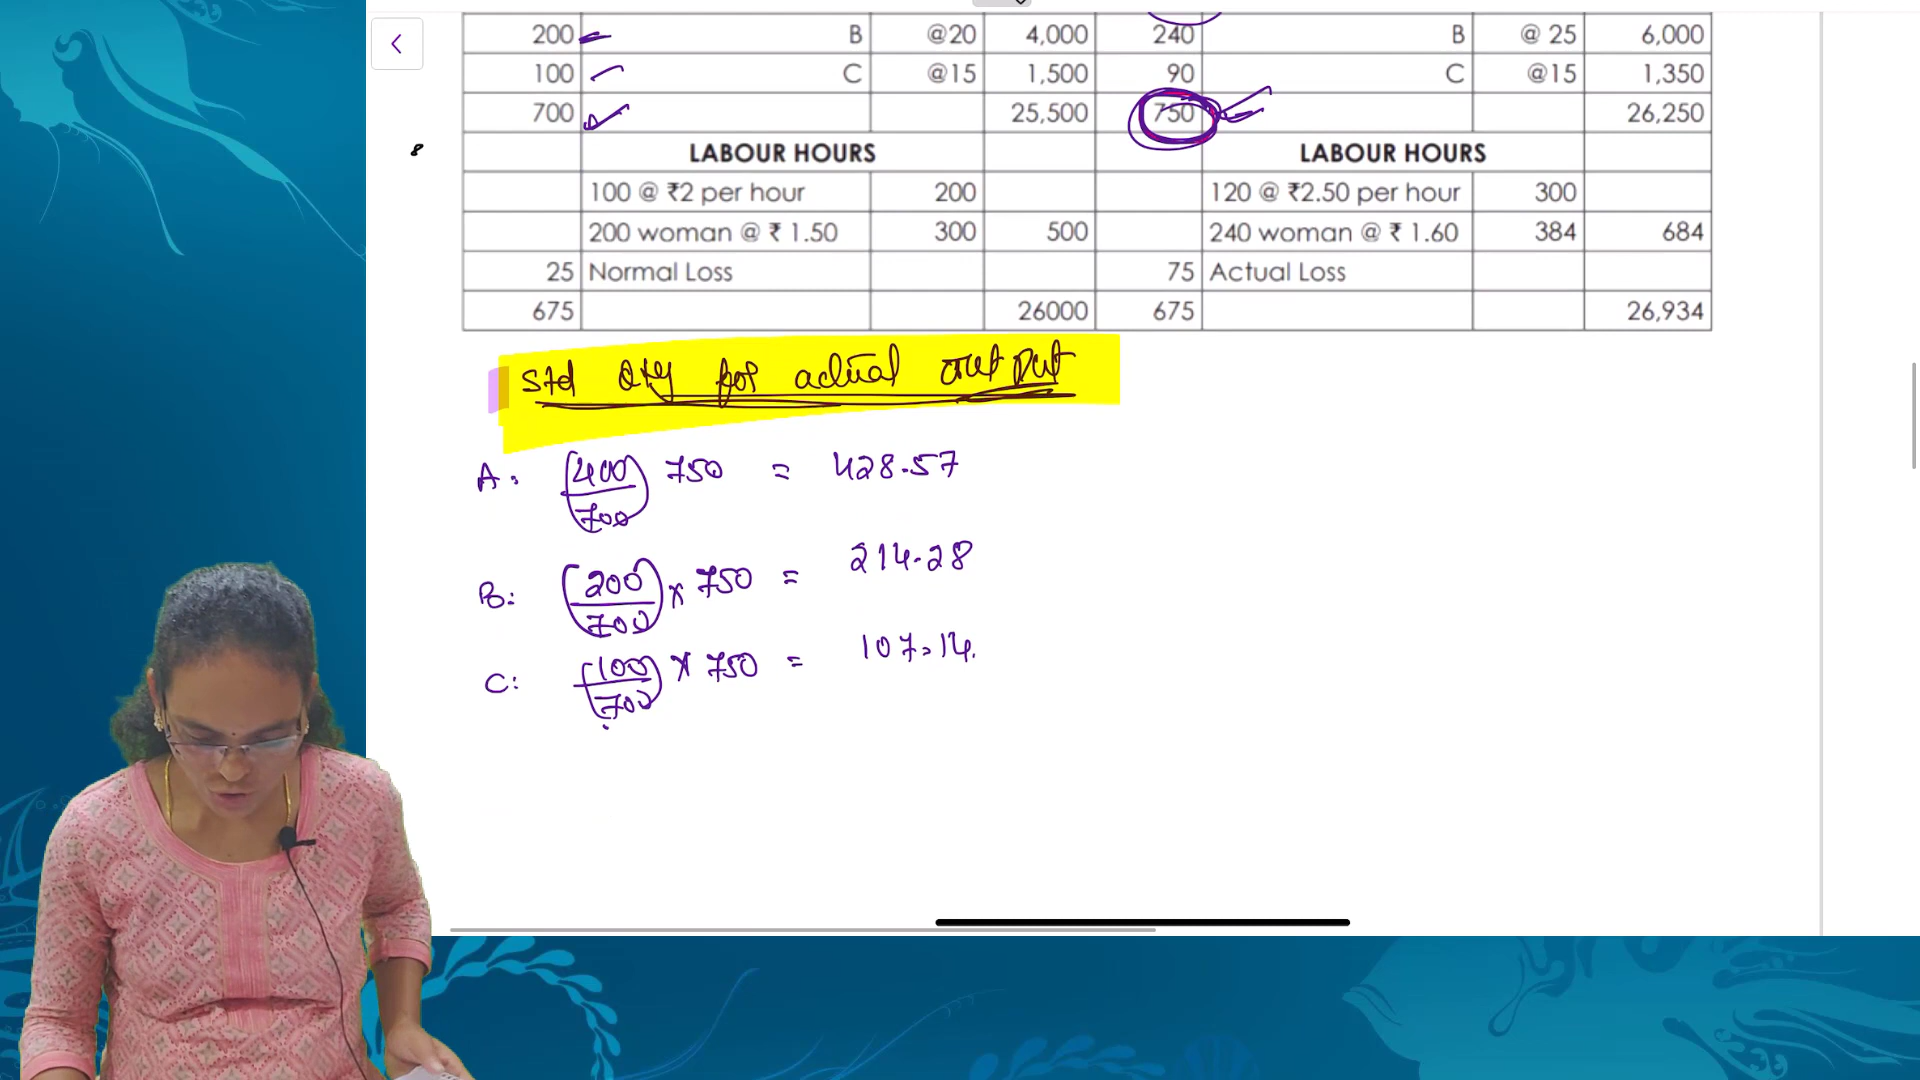 200 B @20 4,000 240 B @ 25 6,000
100 C @15 1,500 90 C @15 1,350
700 25,500 750 26,250
LABOUR HOURS LABOUR HOURS
100 @ ₹2 per hour 200 120 @ ₹2.50 per hour 300
200 woman @ ₹ 1.50 300 500 240 woman @ ₹ 1.60 384 684
25 Normal Loss 75 Actual Loss
675 26000 675 26,934
8
Std Qty for actual output
A: (400/700) 750 = 428.57
B: (200/700) x 750 = 214.28
C: (100/700) x 750 = 107.14.